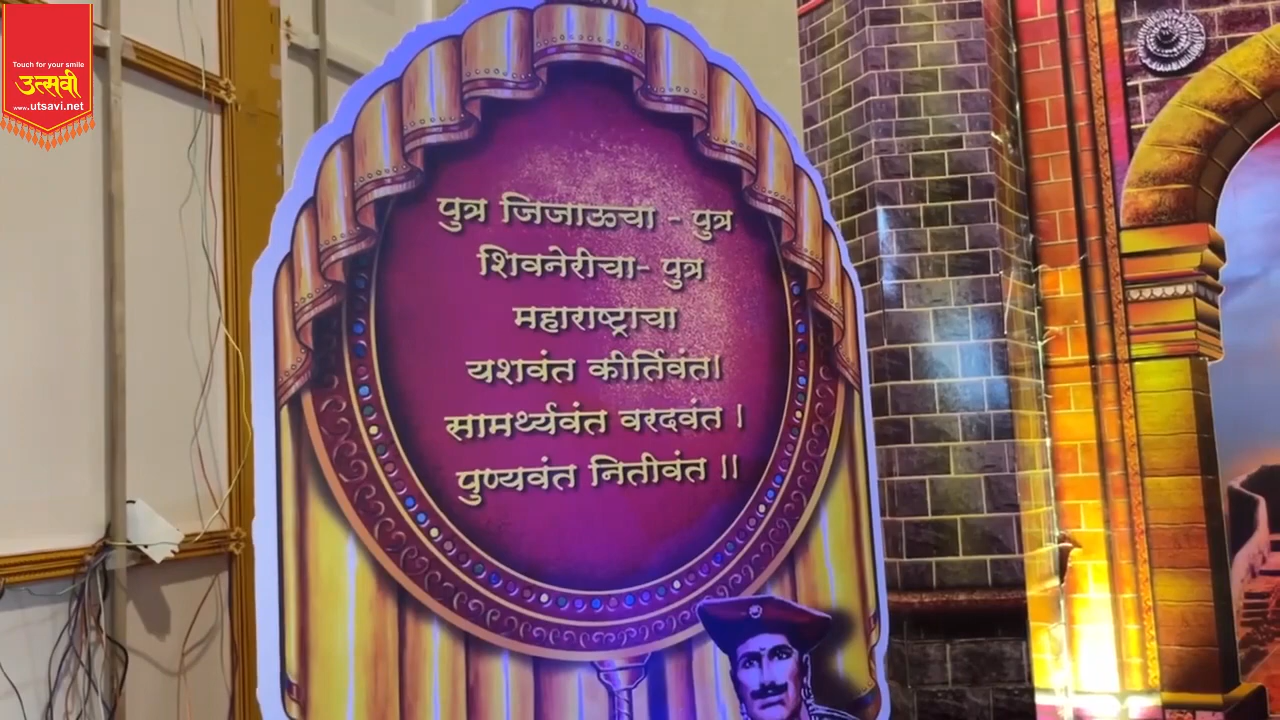 Touch for your smile
उत्सवी
www.utsavi.net
पुत्र जिजाऊचा - पुत्र
शिवनेरीचा- पुत्र
महाराष्ट्राचा
यशवंत कीर्तिवंत।
सामर्थ्यवंत वरदवंत ।
पुण्यवंत नितीवंत ।।